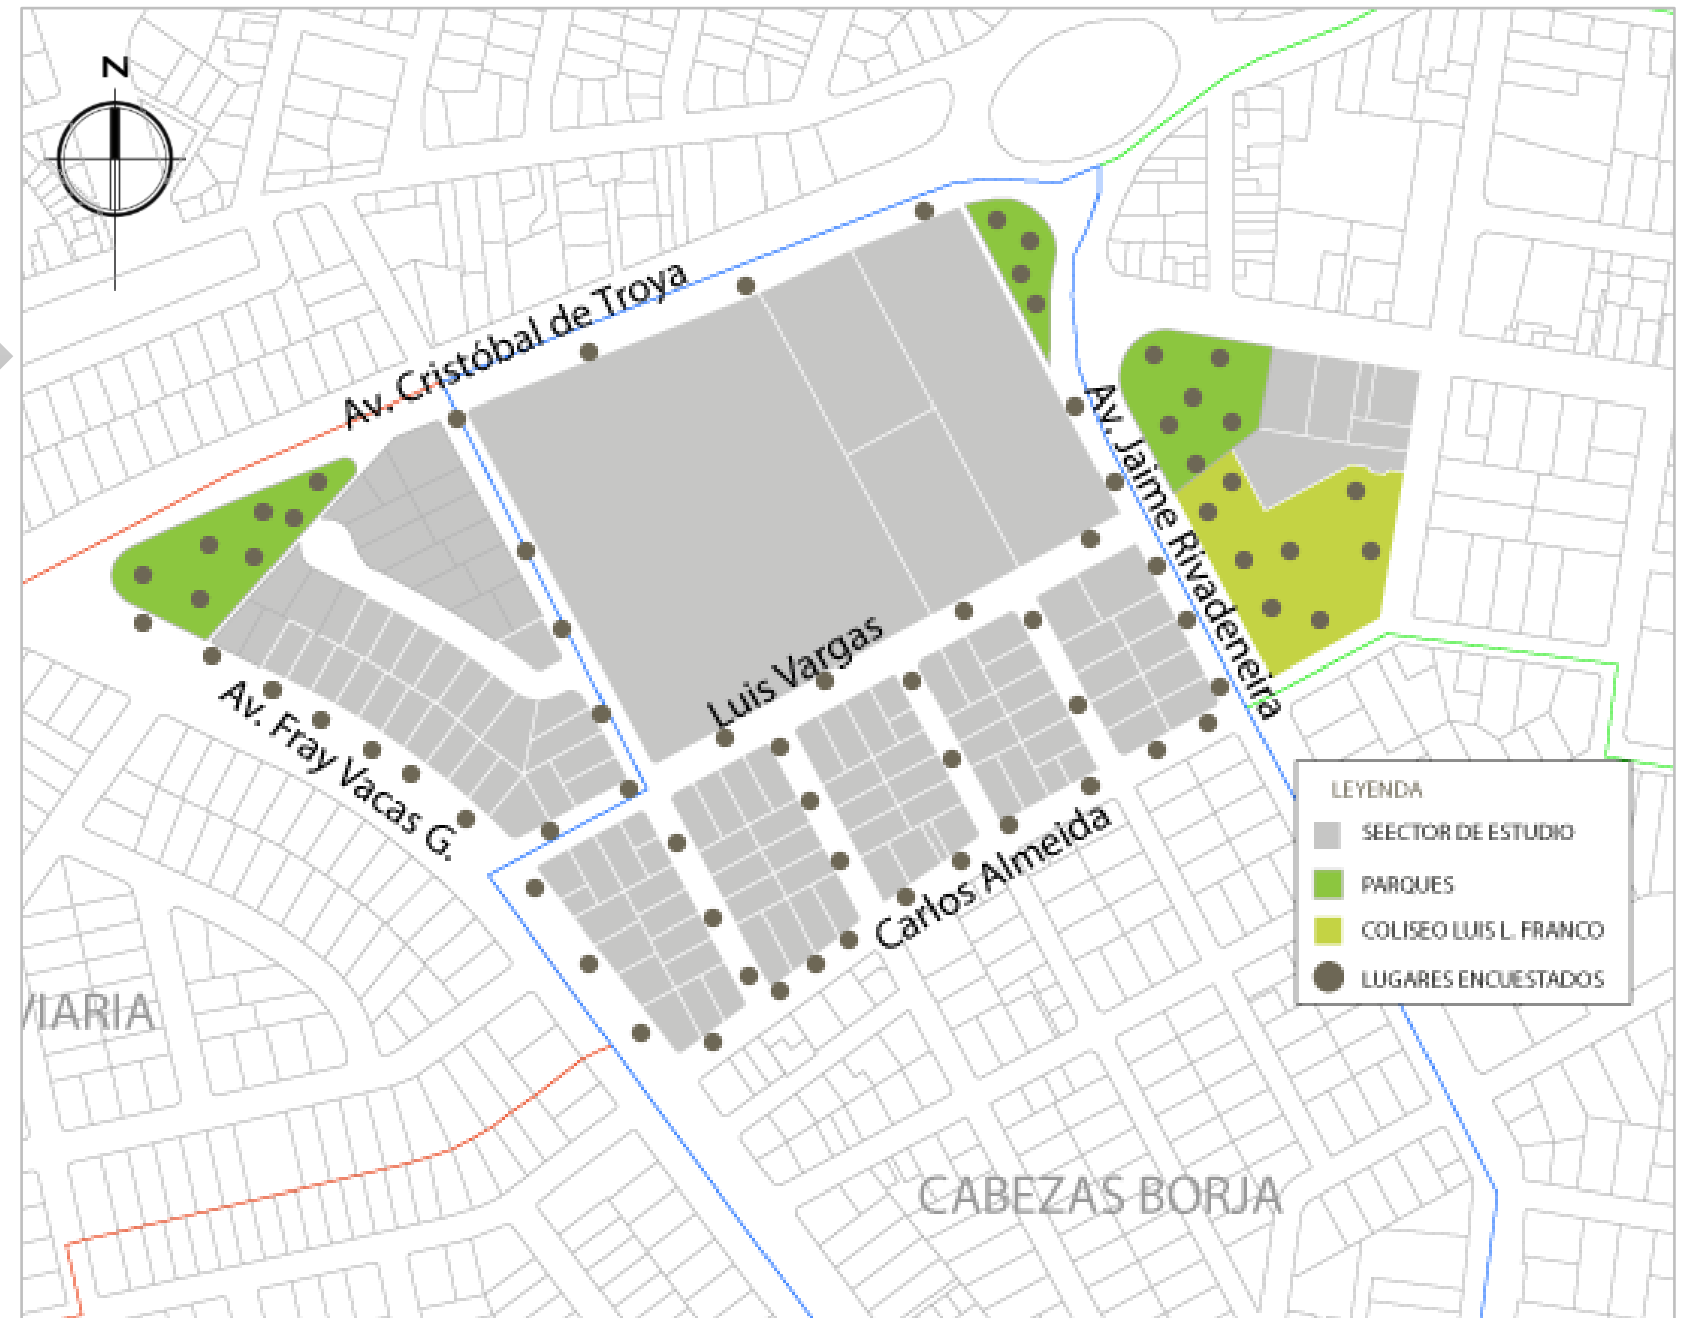 N
Av. Cristóbal de Troya
Av. Jaime Rivadeneira
Luis Vargas
Av. Fray Vacas G.
Carlos Almeida
LEYENDA
SEECTOR DE ESTUDIO
PARQUES
COLISEO LUIS L. FRANCO
LUGARES ENCUESTADOS
VIARIA
CABEZAS BORJA